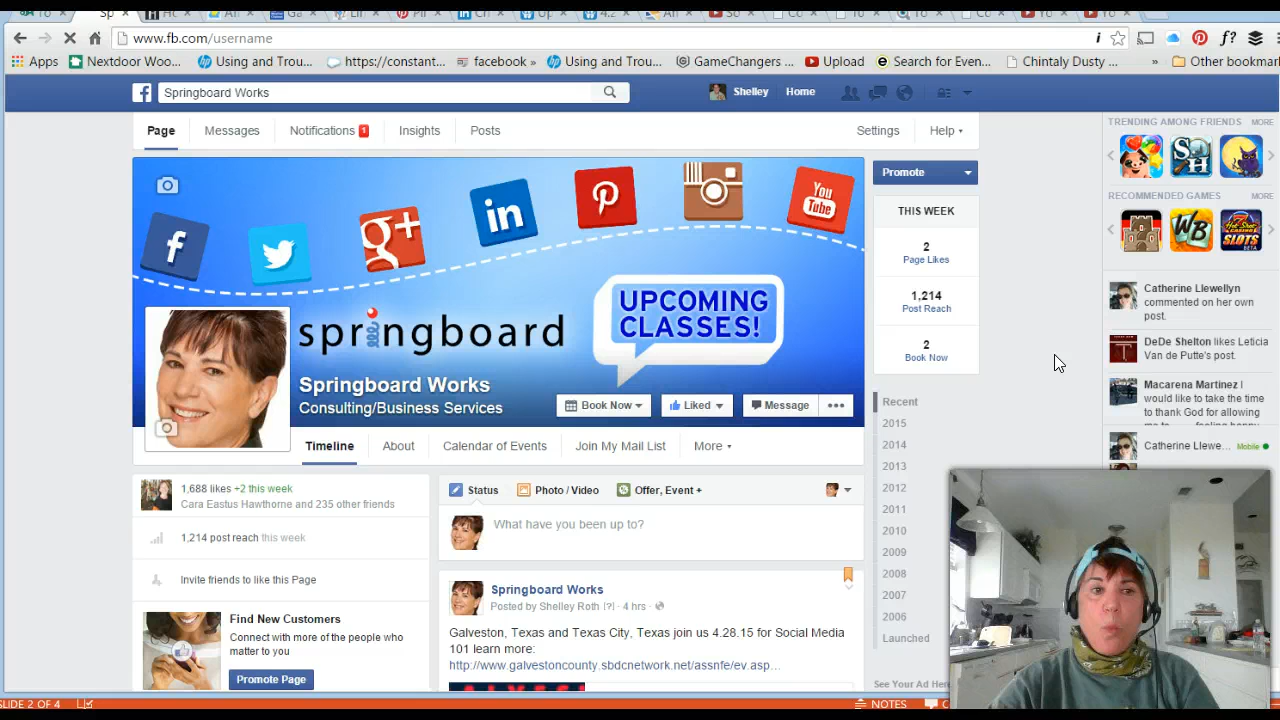 www.fb.com/username
Apps Nextdoor Woo... Using and Trou... https://constant... facebook » Using and Trou... GameChangers ... Upload Search for Even... Chintaly Dusty ... » Other bookmar
Springboard Works
Shelley Home
Page Messages Notifications 1 Insights Posts Settings Help
TRENDING AMONG FRIENDS MORE
RECOMMENDED GAMES MORE
Promote
THIS WEEK
2
Page Likes
1,214
Post Reach
2
Book Now
f
g+
in
You
Tube
springboard
UPCOMING
CLASSES!
Springboard Works
Consulting/Business Services
Book Now Liked Message •••
Timeline About Calendar of Events Join My Mail List More
Recent
2015
2014
2013
2012
2011
2010
2009
2008
2007
2006
Launched
See Your Ad Here
Catherine Llewellyn
commented on her own
post.
DeDe Shelton likes Leticia
Van de Putte's post.
Macarena Martinez I
would like to take the time
to thank God for allowing
Catherine Llewe... Mobile
1,688 likes +2 this week
Cara Eastus Hawthorne and 235 other friends
1,214 post reach this week
Invite friends to like this Page
Find New Customers
Connect with more of the people who
matter to you
Promote Page
Status Photo / Video Offer, Event +
What have you been up to?
Springboard Works
Posted by Shelley Roth [?] · 4 hrs ·
Galveston, Texas and Texas City, Texas join us 4.28.15 for Social Media
101 learn more:
http://www.galvestoncounty.sbdcnetwork.net/assnfe/ev.asp...
SLIDE 2 OF 4
NOTES